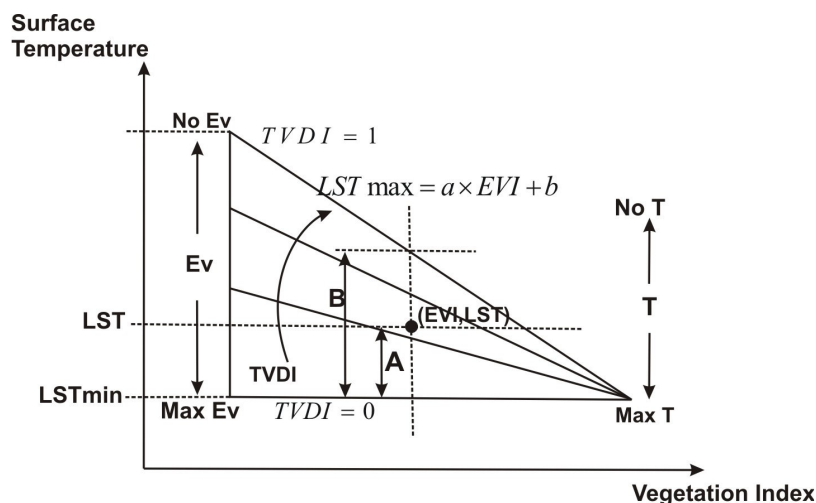 Surface
Temperature
No Ev
TVDI = 1
LST max = a × EVI + b
No T
Ev
B
T
LST
(EVI,LST)
A
TVDI
LSTmin
Max Ev
TVDI = 0
Max T
Vegetation Index